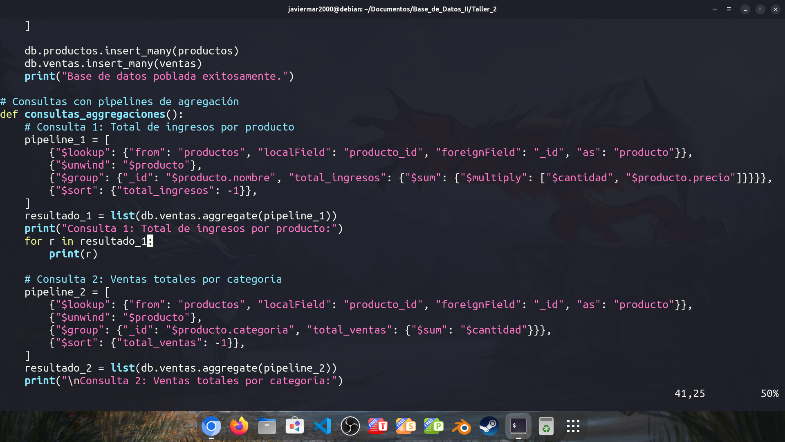 javiermar2000@debian: ~/Documentos/Base_de_Datos_II/Taller_2
    ]

    db.productos.insert_many(productos)
    db.ventas.insert_many(ventas)
    print("Base de datos poblada exitosamente.")

# Consultas con pipelines de agregación
def consultas_aggregaciones():
    # Consulta 1: Total de ingresos por producto
    pipeline_1 = [
        {"$lookup": {"from": "productos", "localField": "producto_id", "foreignField": "_id", "as": "producto"}},
        {"$unwind": "$producto"},
        {"$group": {"_id": "$producto.nombre", "total_ingresos": {"$sum": {"$multiply": ["$cantidad", "$producto.precio"]}}}},
        {"$sort": {"total_ingresos": -1}},
    ]
    resultado_1 = list(db.ventas.aggregate(pipeline_1))
    print("Consulta 1: Total de ingresos por producto:")
    for r in resultado_1:
        print(r)

    # Consulta 2: Ventas totales por categoría
    pipeline_2 = [
        {"$lookup": {"from": "productos", "localField": "producto_id", "foreignField": "_id", "as": "producto"}},
        {"$unwind": "$producto"},
        {"$group": {"_id": "$producto.categoria", "total_ventas": {"$sum": "$cantidad"}}},
        {"$sort": {"total_ventas": -1}},
    ]
    resultado_2 = list(db.ventas.aggregate(pipeline_2))
    print("\nConsulta 2: Ventas totales por categoría:")
41,25 50%
T S P